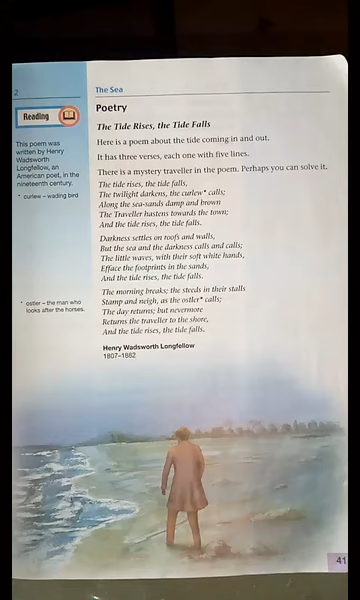 2
The Sea
Reading
Poetry
The Tide Rises, the Tide Falls
This poem was
written by Henry
Wadsworth
Longfellow, an
American poet, in the
nineteenth century.
* curlew – wading bird
Here is a poem about the tide coming in and out.
It has three verses, each one with five lines.
There is a mystery traveller in the poem. Perhaps you can solve it.
The tide rises, the tide falls,
The twilight darkens, the curlew* calls;
Along the sea-sands damp and brown
The Traveller hastens towards the town;
And the tide rises, the tide falls.
Darkness settles on roofs and walls,
But the sea and the darkness calls and calls;
The little waves, with their soft white hands,
Efface the footprints in the sands,
And the tide rises, the tide falls.
The morning breaks; the steeds in their stalls
Stamp and neigh, as the ostler* calls;
The day returns; but nevermore
Returns the traveller to the shore,
And the tide rises, the tide falls.
* ostler – the man who
looks after the horses.
Henry Wadsworth Longfellow
1807–1882
41